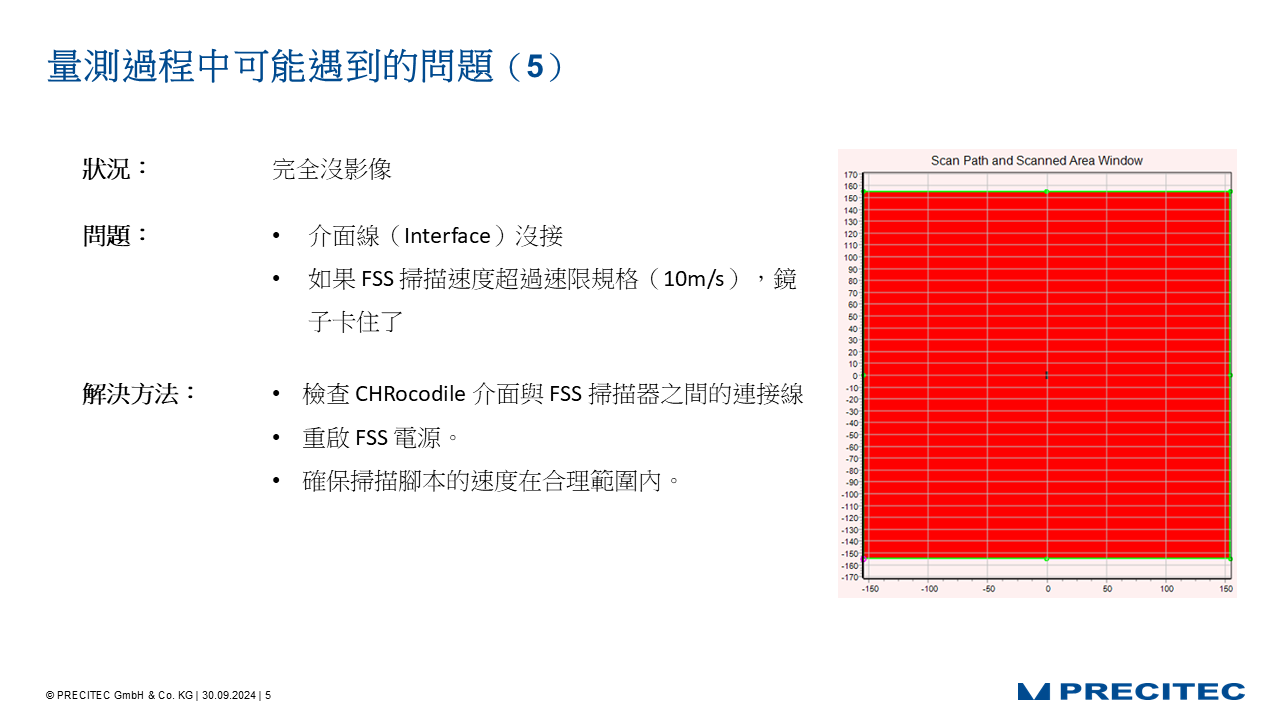 量測過程中可能遇到的問題（5）
狀況：
完全沒影像
問題：
• 介面線（Interface）沒接
• 如果 FSS 掃描速度超過速限規格（10m/s），鏡
子卡住了
解決方法：
• 檢查 CHRocodile 介面與 FSS 掃描器之間的連接線
• 重啟 FSS 電源。
• 確保掃描腳本的速度在合理範圍內。
Scan Path and Scanned Area Window
170
160
150
140
130
120
110
100
90
80
70
60
50
40
30
20
10
0
-10
-20
-30
-40
-50
-60
-70
-80
-90
-100
-110
-120
-130
-140
-150
-160
-170
-150 -100 -50 0 50 100 150
© PRECITEC GmbH & Co. KG | 30.09.2024 | 5
PRECITEC